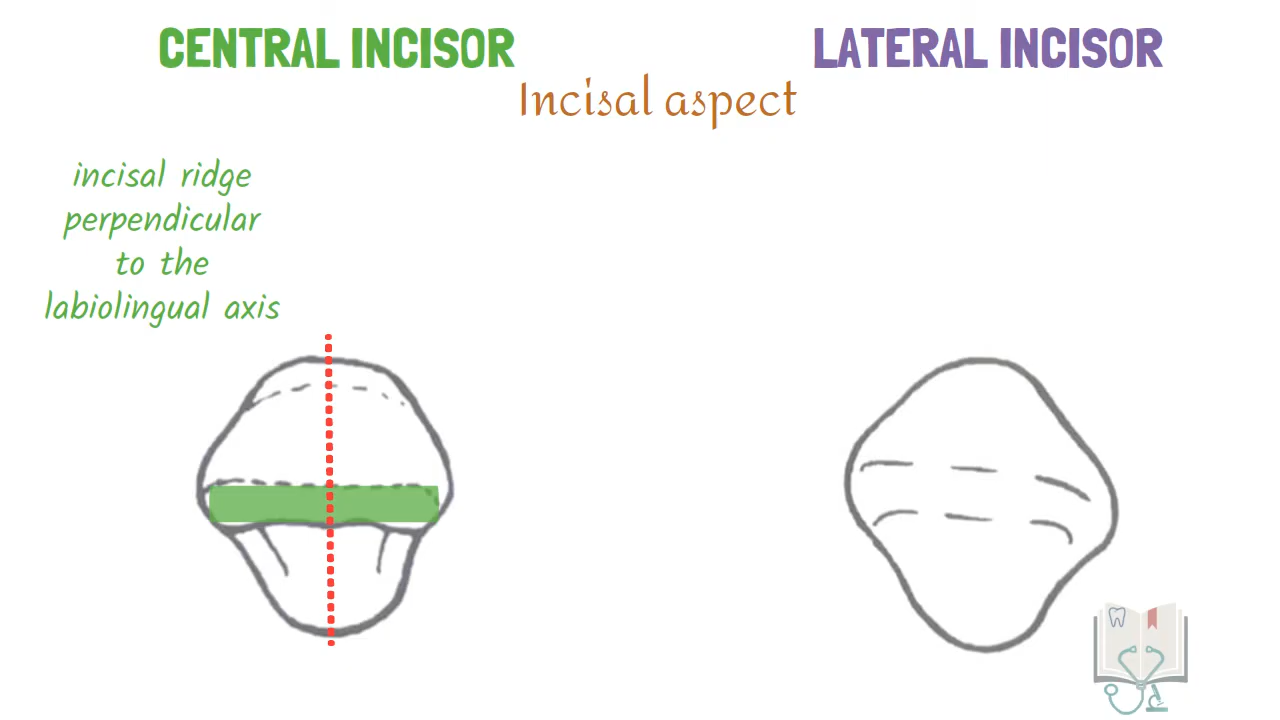 CENTRAL INCISOR
LATERAL INCISOR
Incisal aspect
incisal ridge
perpendicular
to the
labiolingual axis